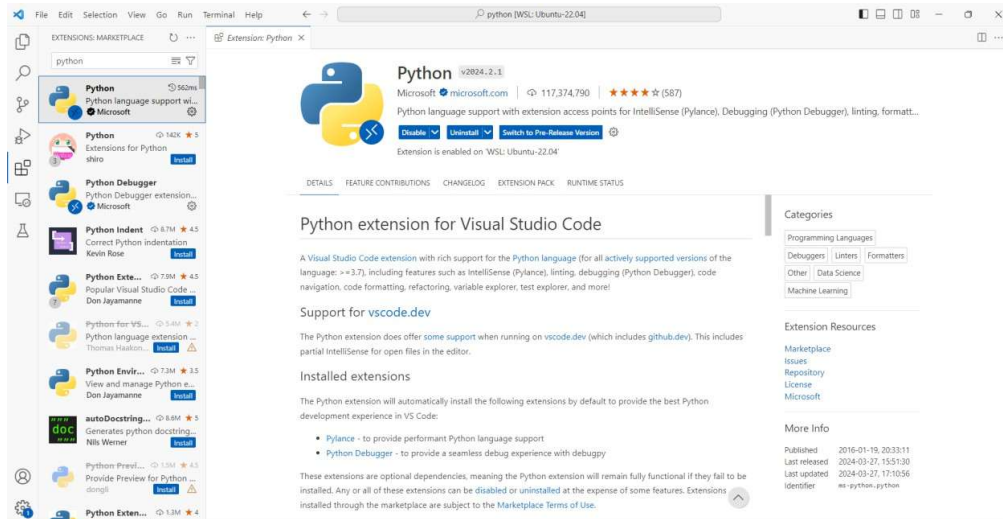 File Edit Selection View Go Run Terminal Help
python [WSL: Ubuntu-22.04]
EXTENSIONS: MARKETPLACE
python
Python 562ms
Python language support wi...
Microsoft
Python 142K 5
Extensions for Python
shiro Install
Python Debugger
Python Debugger extension...
Microsoft
Python Indent 8.7M 4.5
Correct Python indentation
Kevin Rose Install
Python Exte... 7.9M 4.5
Popular Visual Studio Code ...
Don Jayamanne Install
Python for VS... 5.4M 2
Python language extension ...
Thomas Haakon... Install
Python Envir... 7.3M 3.5
View and manage Python e...
Don Jayamanne Install
autoDocstring... 8.6M 5
Generates python docstring...
Nils Werner Install
Python Previ... 1.5M 4.5
Provide Preview for Python ...
dongli Install
Python Exten... 1.3M 4
Extension: Python
Python v2024.2.1
Microsoft microsoft.com | 117,374,790 | (587)
Python language support with extension access points for IntelliSense (Pylance), Debugging (Python Debugger), linting, formatt...
Disable Uninstall Switch to Pre-Release Version
Extension is enabled on 'WSL: Ubuntu-22.04'
DETAILS FEATURE CONTRIBUTIONS CHANGELOG EXTENSION PACK RUNTIME STATUS
Python extension for Visual Studio Code
A Visual Studio Code extension with rich support for the Python language (for all actively supported versions of the
language: >=3.7), including features such as IntelliSense (Pylance), linting, debugging (Python Debugger), code
navigation, code formatting, refactoring, variable explorer, test explorer, and more!
Support for vscode.dev
The Python extension does offer some support when running on vscode.dev (which includes github.dev). This includes
partial IntelliSense for open files in the editor.
Installed extensions
The Python extension will automatically install the following extensions by default to provide the best Python
development experience in VS Code:
• Pylance - to provide performant Python language support
• Python Debugger - to provide a seamless debug experience with debugpy
These extensions are optional dependencies, meaning the Python extension will remain fully functional if they fail to be
installed. Any or all of these extensions can be disabled or uninstalled at the expense of some features. Extensions
installed through the marketplace are subject to the Marketplace Terms of Use.
Categories
Programming Languages
Debuggers Linters Formatters
Other Data Science
Machine Learning
Extension Resources
Marketplace
Issues
Repository
License
Microsoft
More Info
Published 2016-01-19, 20:33:11
Last released 2024-03-27, 15:51:30
Last updated 2024-03-27, 17:10:56
Identifier ms-python.python